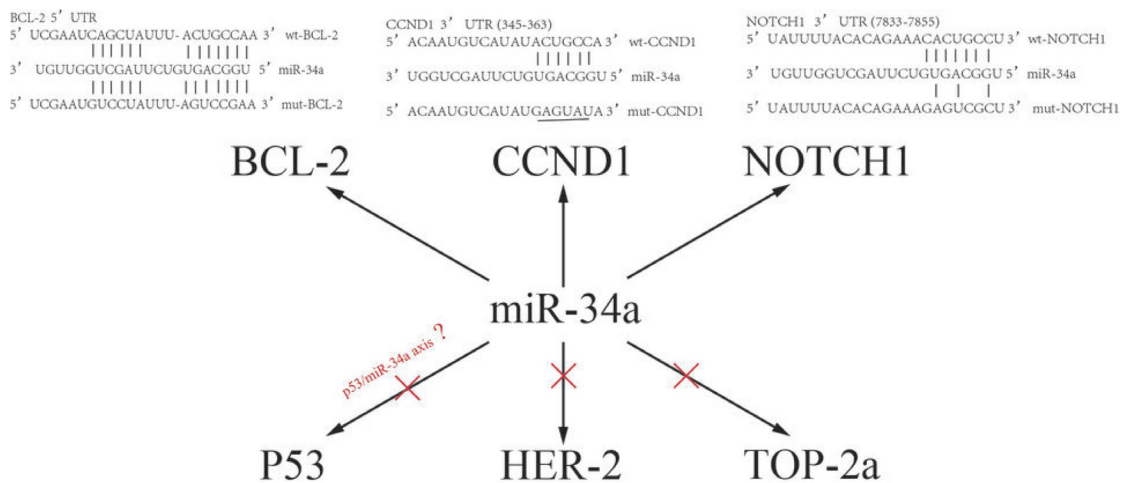 BCL-2 5' UTR
5' UCGAAUCAGCUAUUU- ACUGCCAA 3' wt-BCL-2
3' UGUUGGUCGAUUCUGUGACGGU 5' miR-34a
5' UCGAAUGUCCUAUUU -AGUCCGAA 3' mut-BCL-2
CCND1 3' UTR (345-363)
5' ACAAUGUCAUAUACUGCCA 3' wt-CCND1
3' UGGUCGAUUCUGUGACGGU 5' miR-34a
5' ACAAUGUCAUAUGAGUAUA 3' mut-CCND1
NOTCH1 3' UTR (7833-7855)
5' UAUUUUACACAGAAACACUGCCU 3' wt-NOTCH1
3' UGUUGGUCGAUUCUGUGACGGU 5' miR-34a
5' UAUUUUACACAGAAAGAGUCGCU 3' mut-NOTCH1
BCL-2
CCND1
NOTCH1
miR-34a
p53/miR-34a axis ?
P53
HER-2
TOP-2a